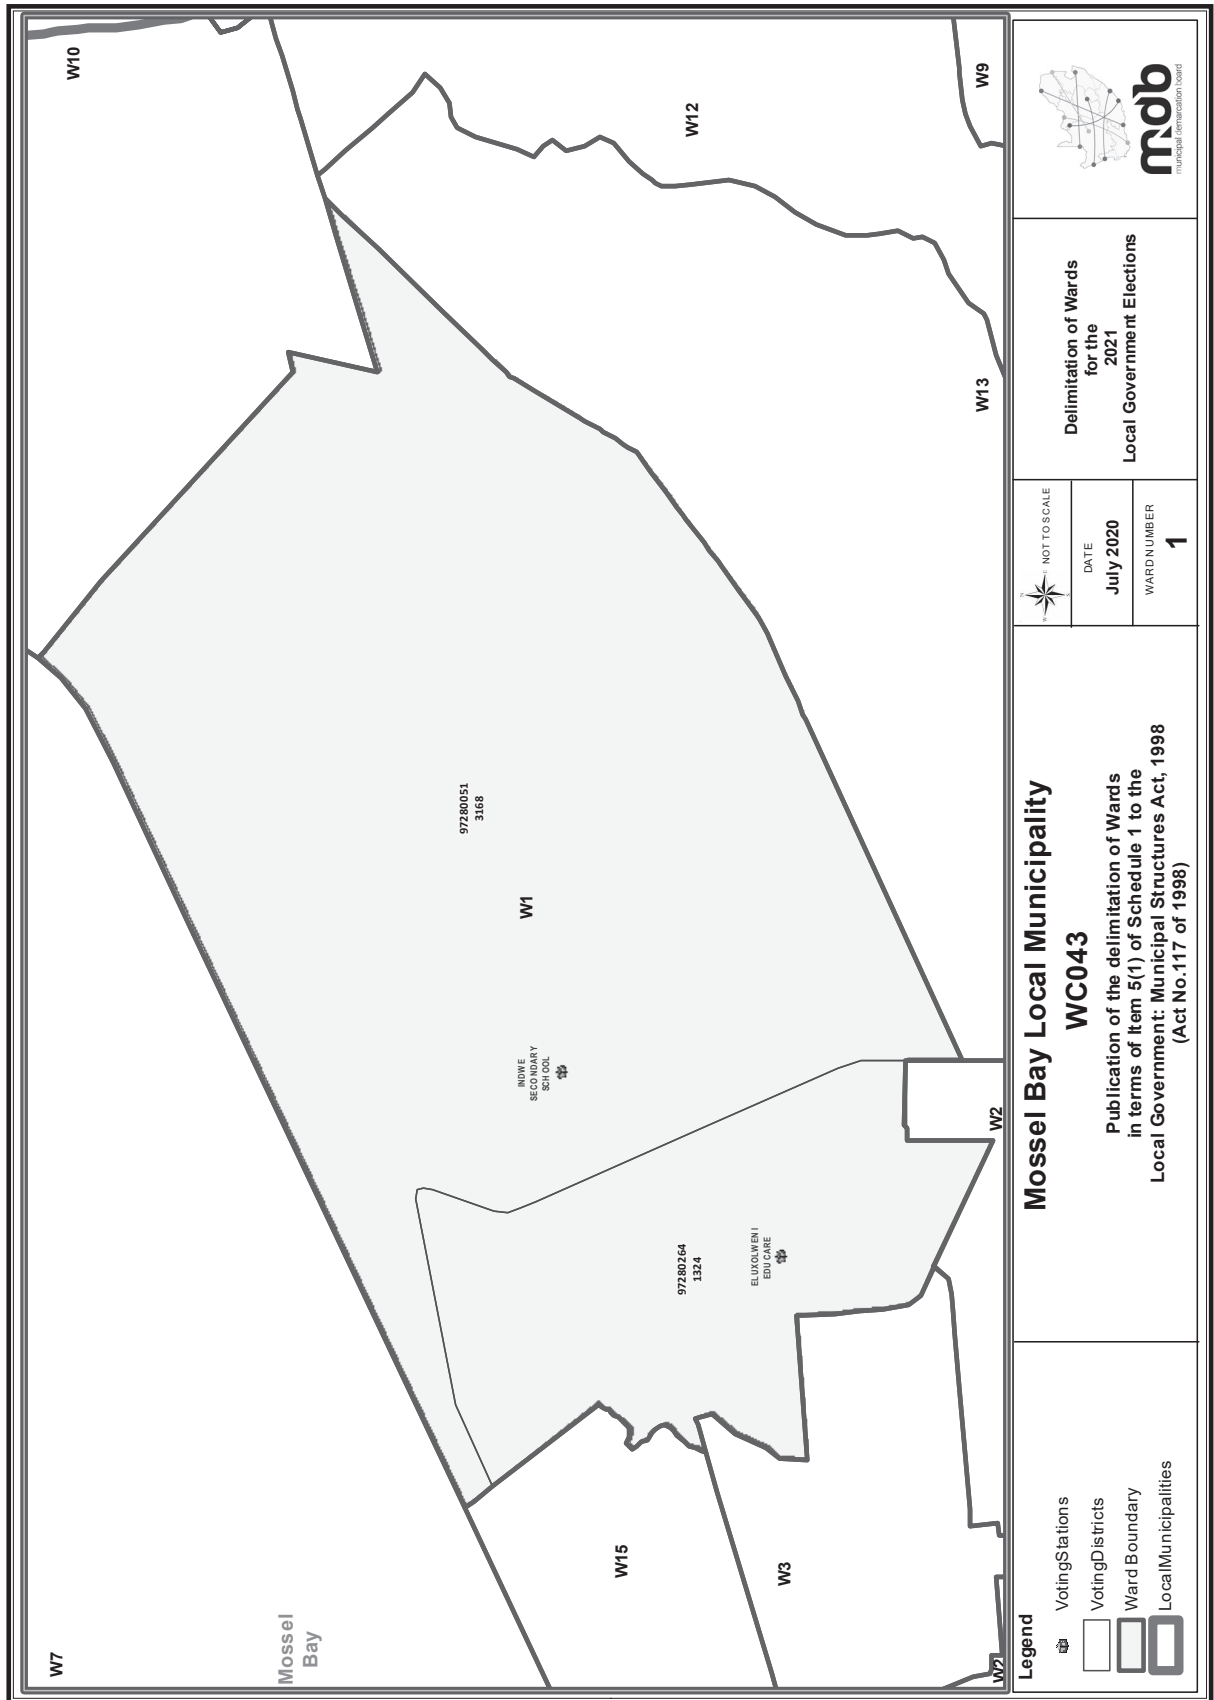 W7
W10
Mossel
Bay
W12
W9
W13
97280051
3168
W1
INDWE
SECONDARY
SCHOOL
97280264
1324
ELUXOLWENI
EDUCARE
W15
W3
W2
W2
Legend
VotingStations
VotingDistricts
Ward Boundary
LocalMunicipalities
Mossel Bay Local Municipality
WC043
Publication of the delimitation of Wards
in terms of Item 5(1) of Schedule 1 to the
Local Government: Municipal Structures Act, 1998
(Act No.117 of 1998)
N
W
E
S
NOT TO SCALE
DATE
July 2020
WARDNUMBER
1
Delimitation of Wards
for the
2021
Local Government Elections
mdb
municipal demarcation board